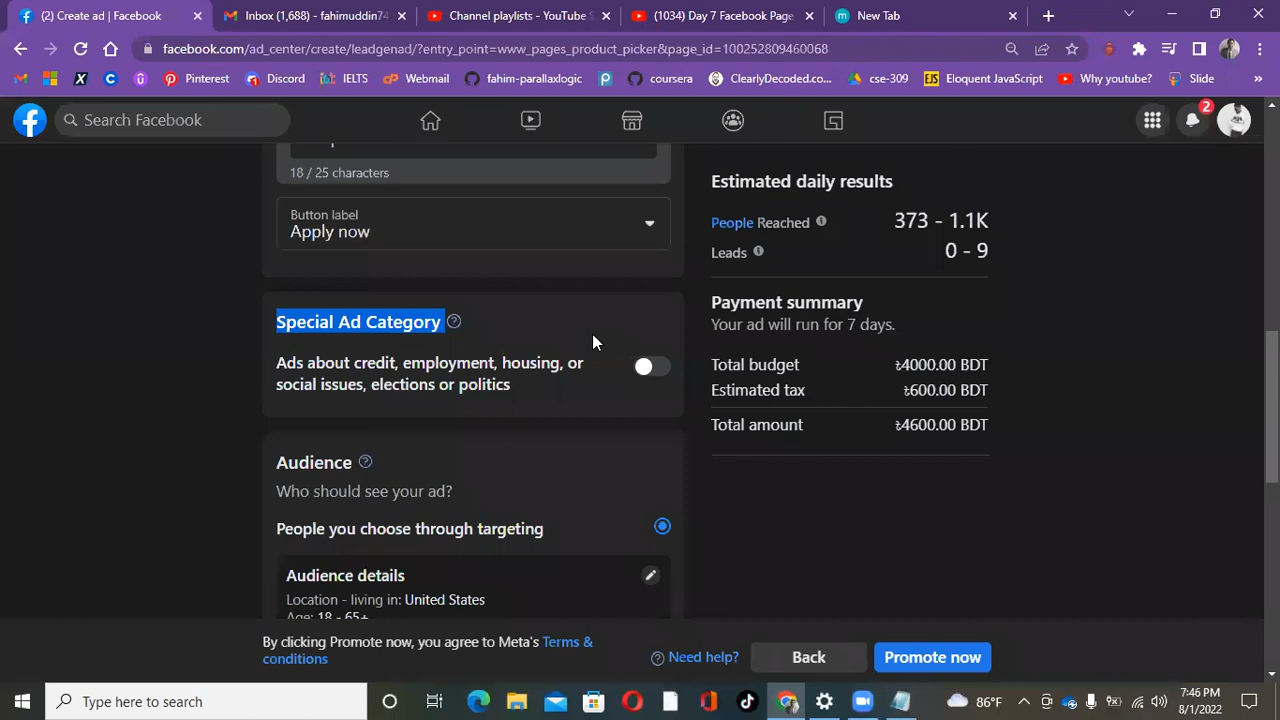 (2) Create ad | Facebook
Inbox (1,688) - fahimuddin74
Channel playlists - YouTube S
(1034) Day 7 Facebook Page
New Tab
facebook.com/ad_center/create/leadgenad/?entry_point=www_pages_product_picker&page_id=100252809460068
Pinterest
Discord
IELTS
Webmail
fahim-parallaxlogic
coursera
ClearlyDecoded.co...
cse-309
EJS
Eloquent JavaScript
Why youtube?
Slide
Search Facebook
2
18 / 25 characters
Button label
Apply now
Special Ad Category
Ads about credit, employment, housing, or
social issues, elections or politics
Audience
Who should see your ad?
People you choose through targeting
Audience details
Location - living in: United States
Age: 18 - 65+
Estimated daily results
People Reached 373 - 1.1K
Leads 0 - 9
Payment summary
Your ad will run for 7 days.
Total budget ৳4000.00 BDT
Estimated tax ৳600.00 BDT
Total amount ৳4600.00 BDT
By clicking Promote now, you agree to Meta's Terms &
conditions
Need help?
Back
Promote now
Type here to search
86°F
7:46 PM
8/1/2022